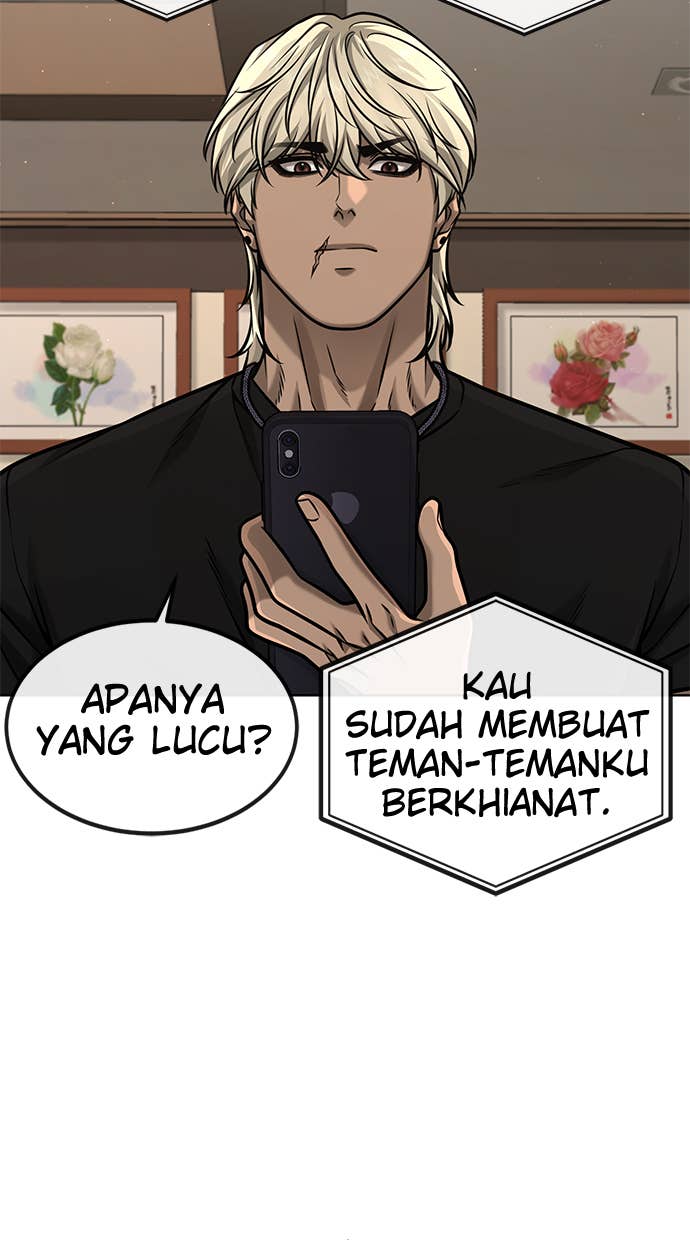 APANYA
YANG LUCU?
KAU
SUDAH MEMBUAT
TEMAN-TEMANKU
BERKHIANAT.